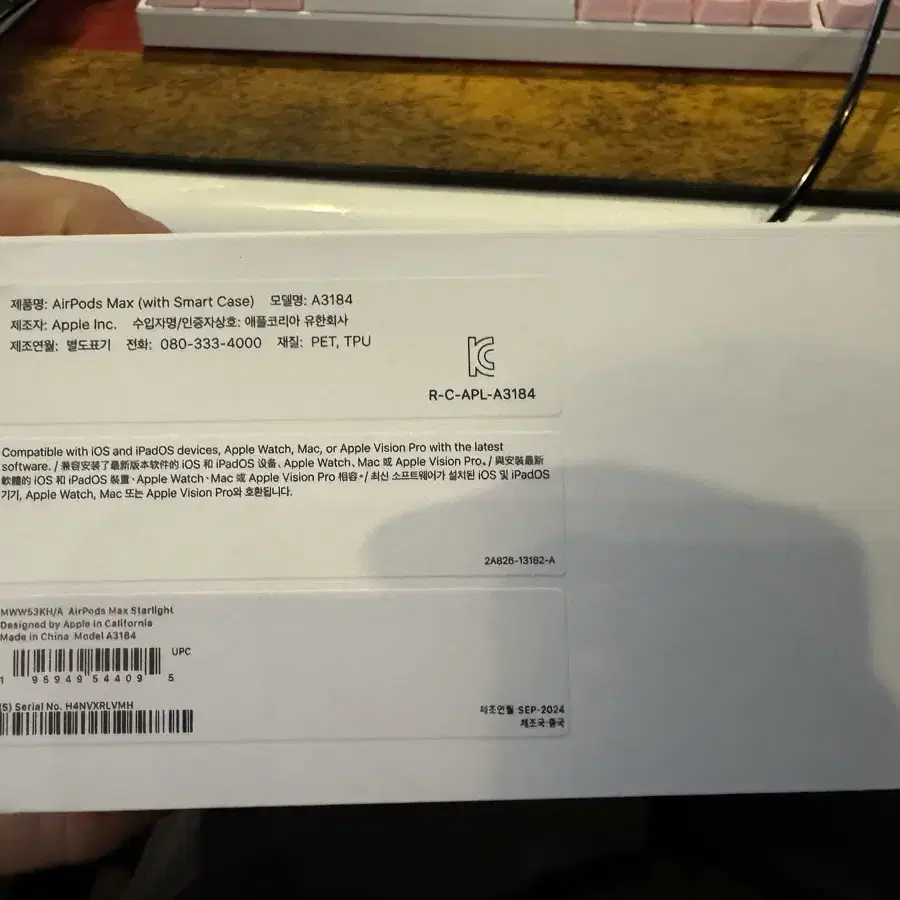 제품명: AirPods Max (with Smart Case) 모델명: A3184
제조자: Apple Inc. 수입자명/인증자상호: 애플코리아 유한회사
제조연월: 별도표기 전화: 080-333-4000 재질: PET, TPU
R-C-APL-A3184
Compatible with iOS and iPadOS devices, Apple Watch, Mac, or Apple Vision Pro with the latest
software. / 兼容安装了最新版本软件的 iOS 和 iPadOS 设备、Apple Watch、Mac 或 Apple Vision Pro。/ 與安裝最新
軟體的 iOS 和 iPadOS 裝置、Apple Watch、Mac 或 Apple Vision Pro 相容。/ 최신 소프트웨어가 설치된 iOS 및 iPadOS
기기, Apple Watch, Mac 또는 Apple Vision Pro와 호환됩니다.
2A826-13182-A
MWW53KH/A AirPods Max Starlight
Designed by Apple in California
Made in China Model A3184
UPC
1 95949 54409 5
(S) Serial No. H4NVXRLVMH
제조연월 SEP-2024
제조국:중국